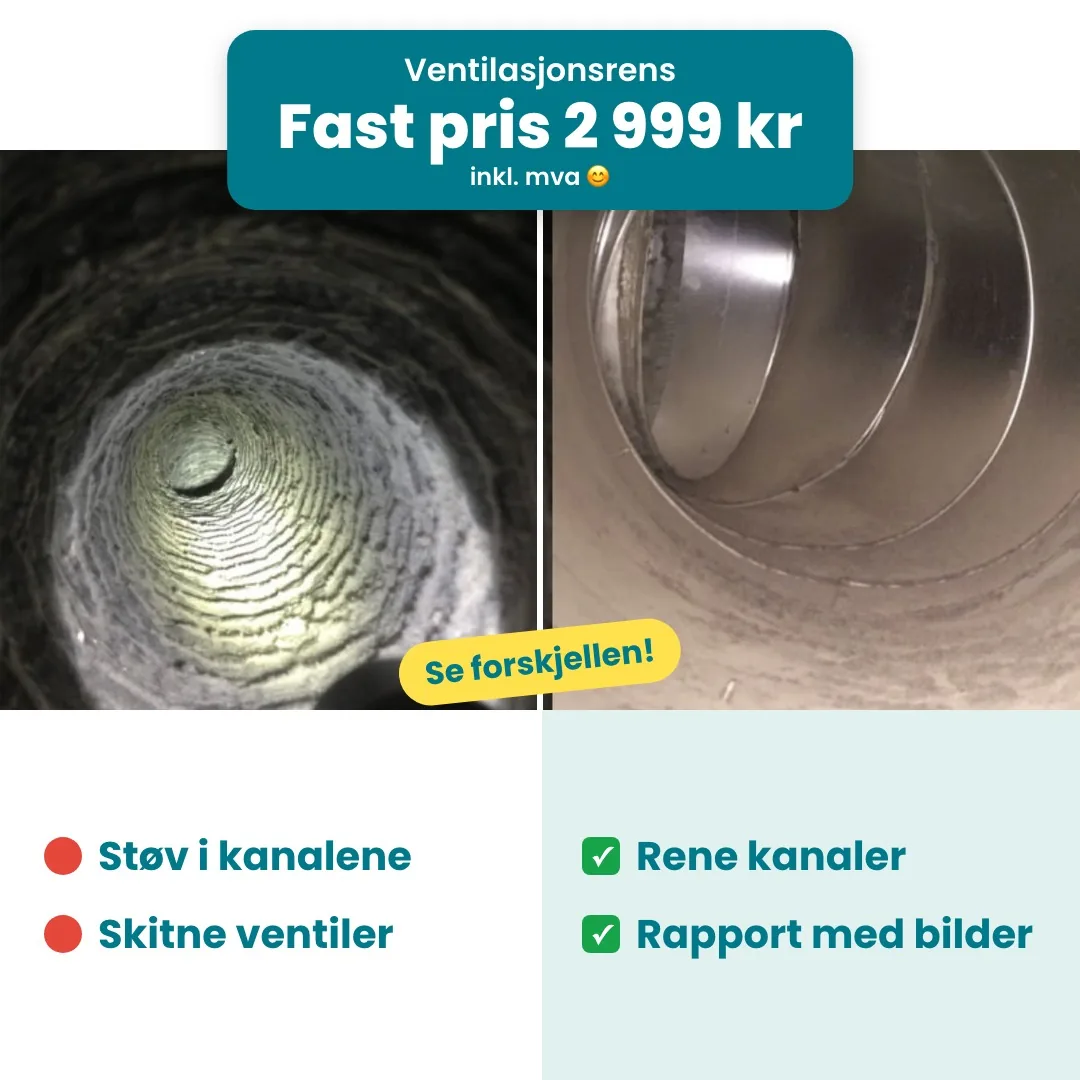 Ventilasjonsrens
Fast pris 2 999 kr
inkl. mva 😊
Se forskjellen!
Støv i kanalene
Skitne ventiler
Rene kanaler
Rapport med bilder